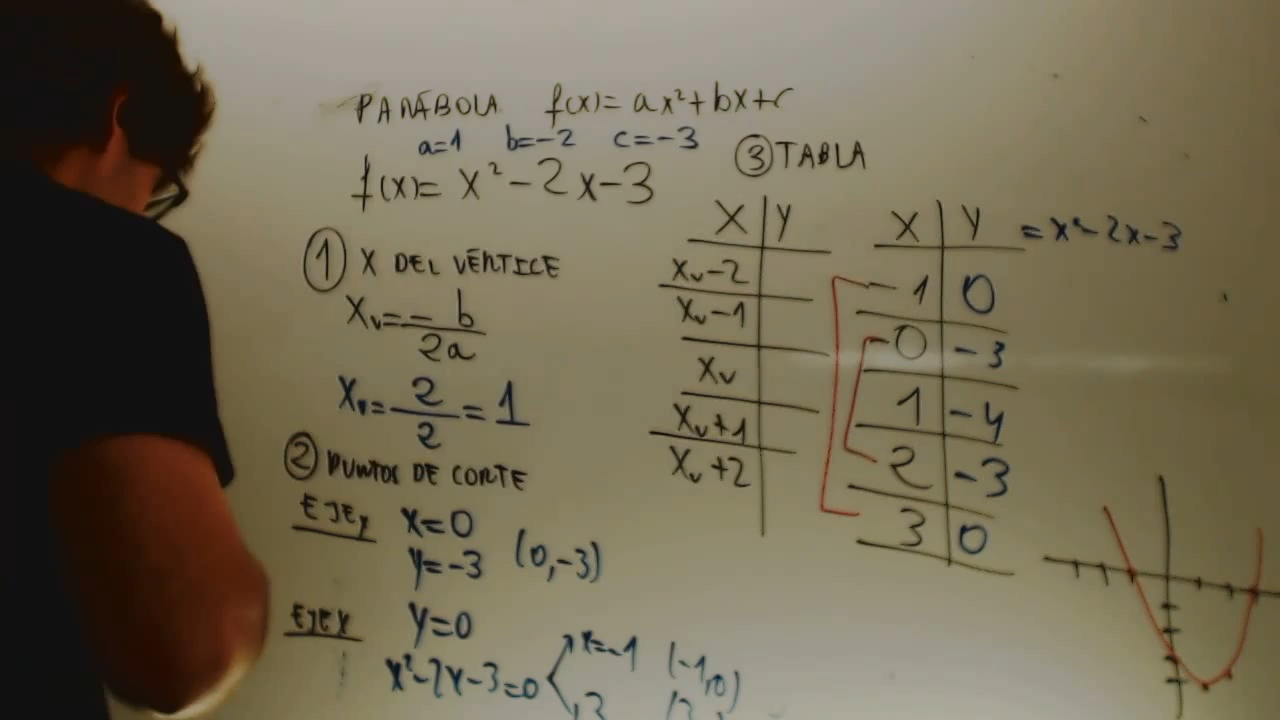 PARÁBOLA f(x)= ax²+bx+c
a=1 b=-2 c=-3
f(x)= x²-2x-3
① X DEL VÉRTICE
Xv=-b/2a
Xv=2/2=1
② PUNTOS DE CORTE
EJE y x=0
y=-3 (0,-3)
EJE X y=0
x²-2x-3=0 x=-1 (-1,0)
3
③ TABLA
X Y
Xv-2
Xv-1
Xv
Xv+1
Xv+2
X Y =x²-2x-3
-1 0
0 -3
1 -4
2 -3
3 0